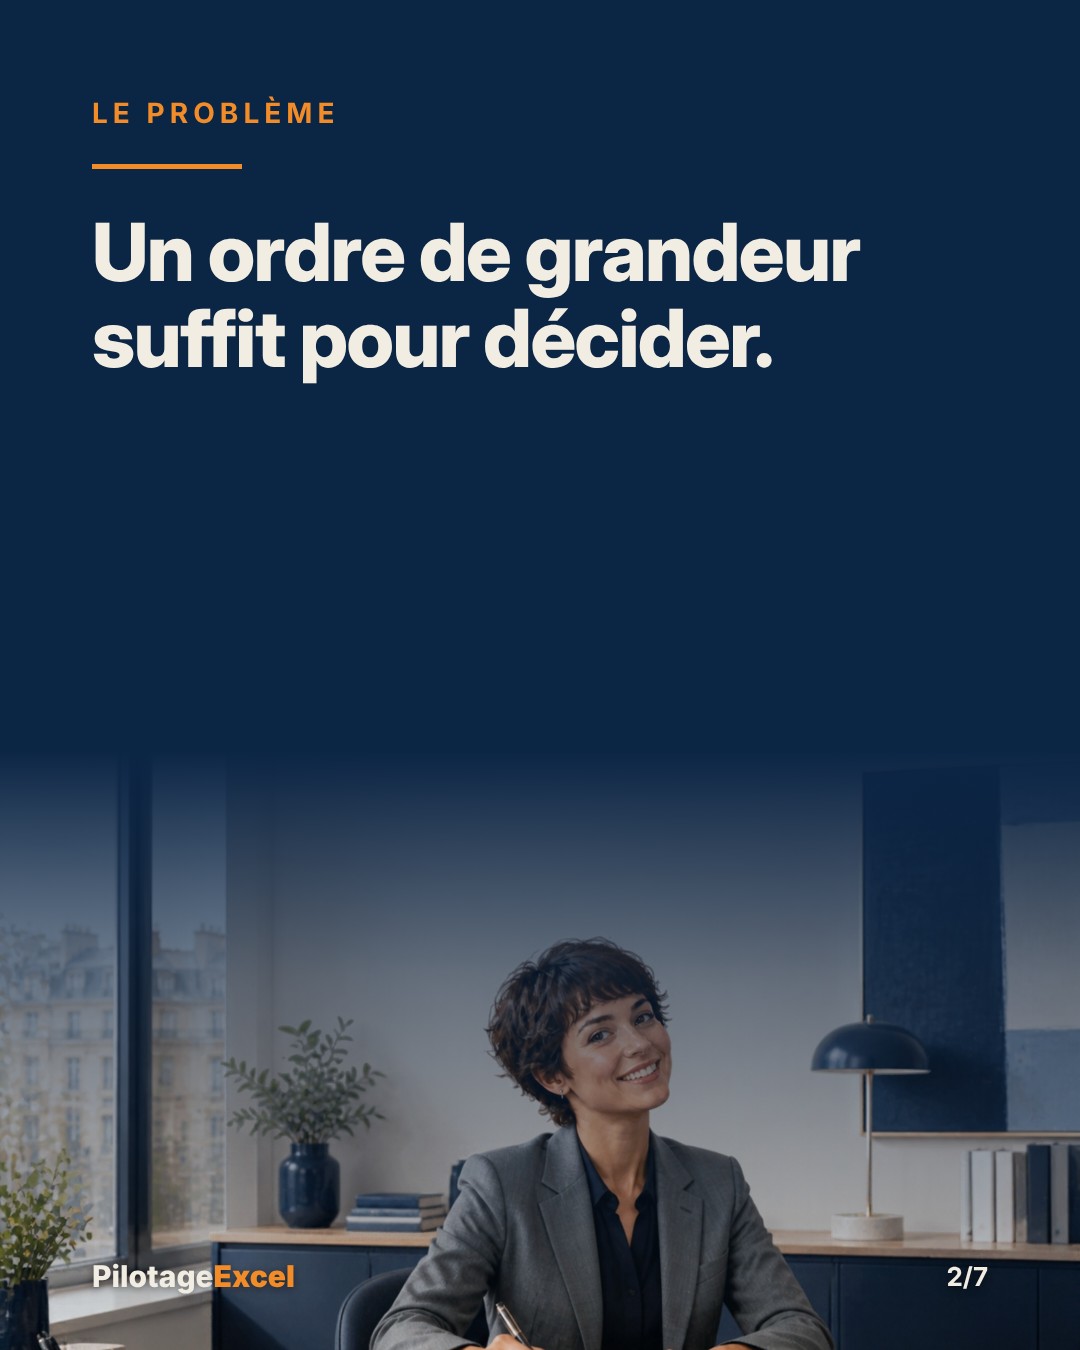 LE PROBLÈME
Un ordre de grandeur
suffit pour décider.
PilotageExcel
2/7